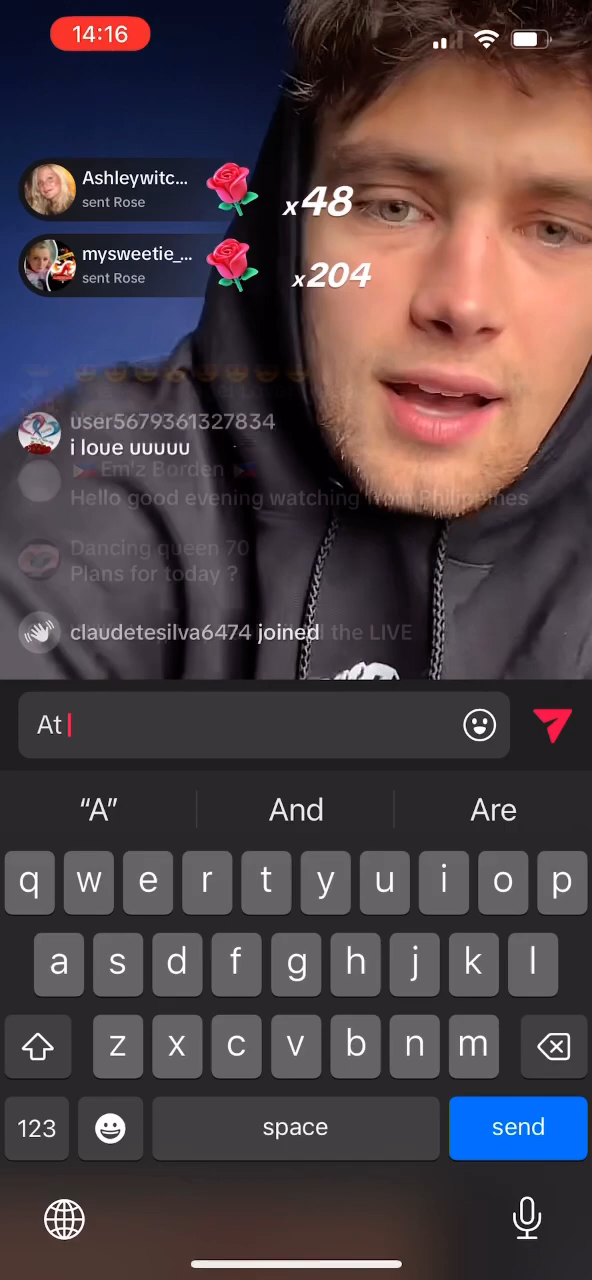 14:16
Ashleywitc...
sent Rose
x48
mysweetie_...
sent Rose
x204
user5679361327834
i loue uuuuu
🇵🇭 Em'z Borden 🇵🇭
Hello good evening watching from Philippines
Dancing queen 70
Plans for today ?
claudetesilva6474 joined the LIVE
At
“A” And Are
q w e r t y u i o p
a s d f g h j k l
z x c v b n m
123 space send